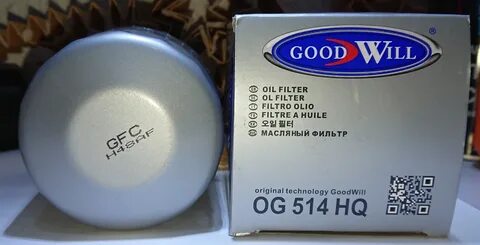 GFC
H48AF
GOOD WILL
OIL FILTER
OL FILTER
FILTRO OLIO
FILTRE A HUILE
오일 필터
МАСЛЯНЫЙ ФИЛЬТР
original technology GoodWill
OG 514 HQ